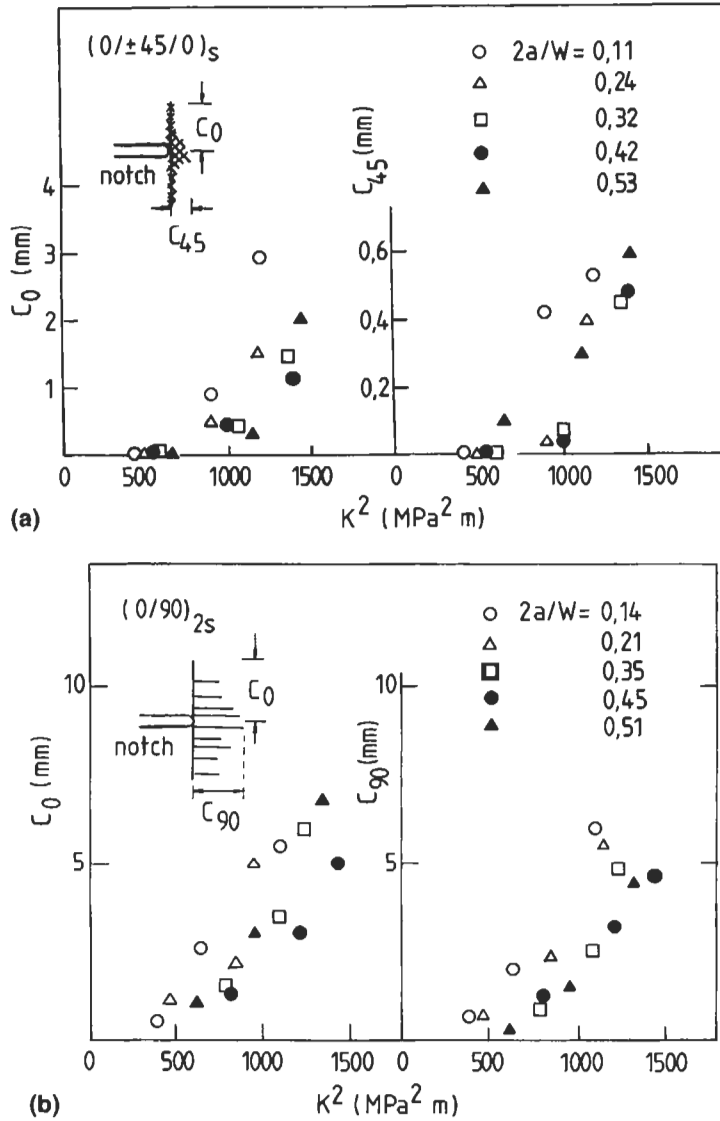 (0/±45/0)s
C0
notch
C45
C0 (mm)
4
3
2
1
0
500
1000
1500
C45 (mm)
0,6
0,4
0,2
0
500
1000
1500
2a/W= 0,11
0,24
0,32
0,42
0,53
(a)
K² (MPa² m)
(0/90)2s
C0
notch
C90
C0 (mm)
10
5
0
500
1000
1500
C90 (mm)
10
5
0
500
1000
1500
2a/W= 0,14
0,21
0,35
0,45
0,51
(b)
K² (MPa² m)